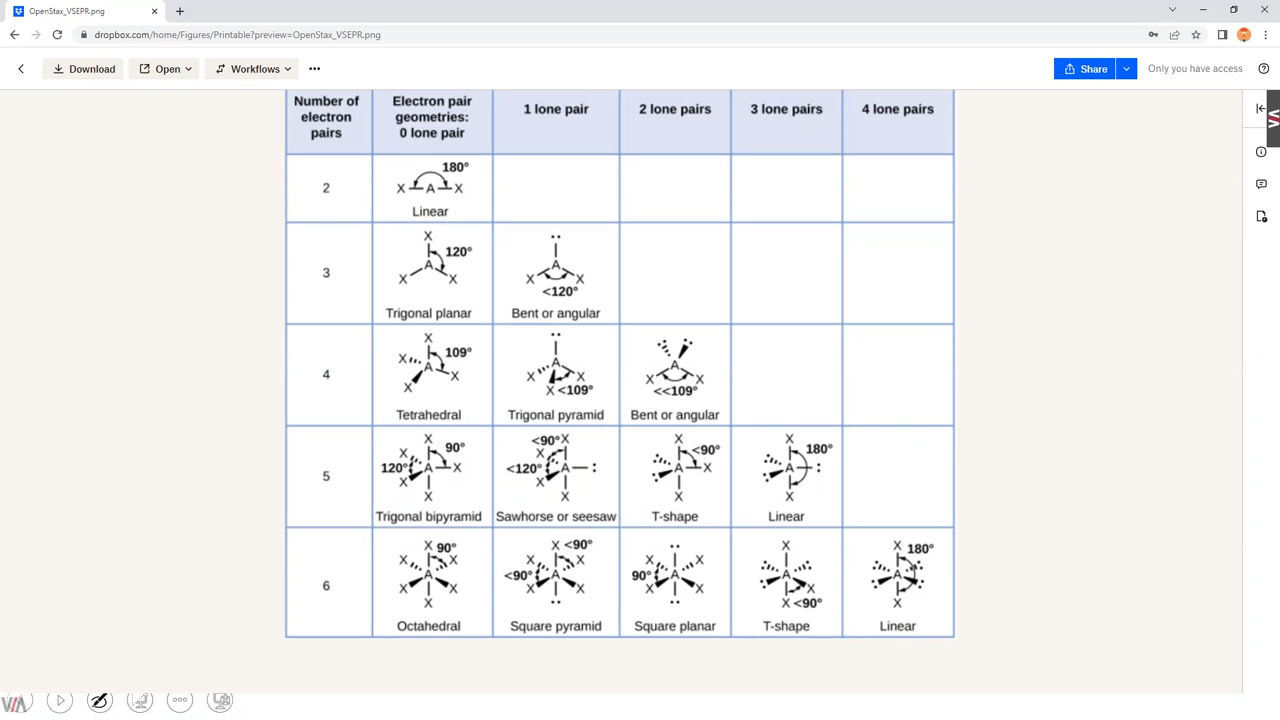 OpenStax_VSEPR.png
dropbox.com/home/Figures/Printable?preview=OpenStax_VSEPR.png
Download Open Workflows Share Only you have access
Number of electron pairs
Electron pair geometries: 0 lone pair
1 lone pair
2 lone pairs
3 lone pairs
4 lone pairs
2
180°
X A X
Linear
3
X
120°
A
X X
Trigonal planar
A
X X
<120°
Bent or angular
4
X
109°
X A
X X
Tetrahedral
A
X X
X <109°
Trigonal pyramid
A
X X
<<109°
Bent or angular
5
X
90°
X
120° A X
X
X
Trigonal bipyramid
<90° X
X
<120° A :
X
X
Sawhorse or seesaw
X
<90°
A X
X
T-shape
X
180°
A :
X
Linear
6
X 90°
X X
A
X X
X
Octahedral
X <90°
X X
<90° A
X X
Square pyramid
X X
90° A
X X
Square planar
X
A
X
X <90°
T-shape
X 180°
A
X
Linear